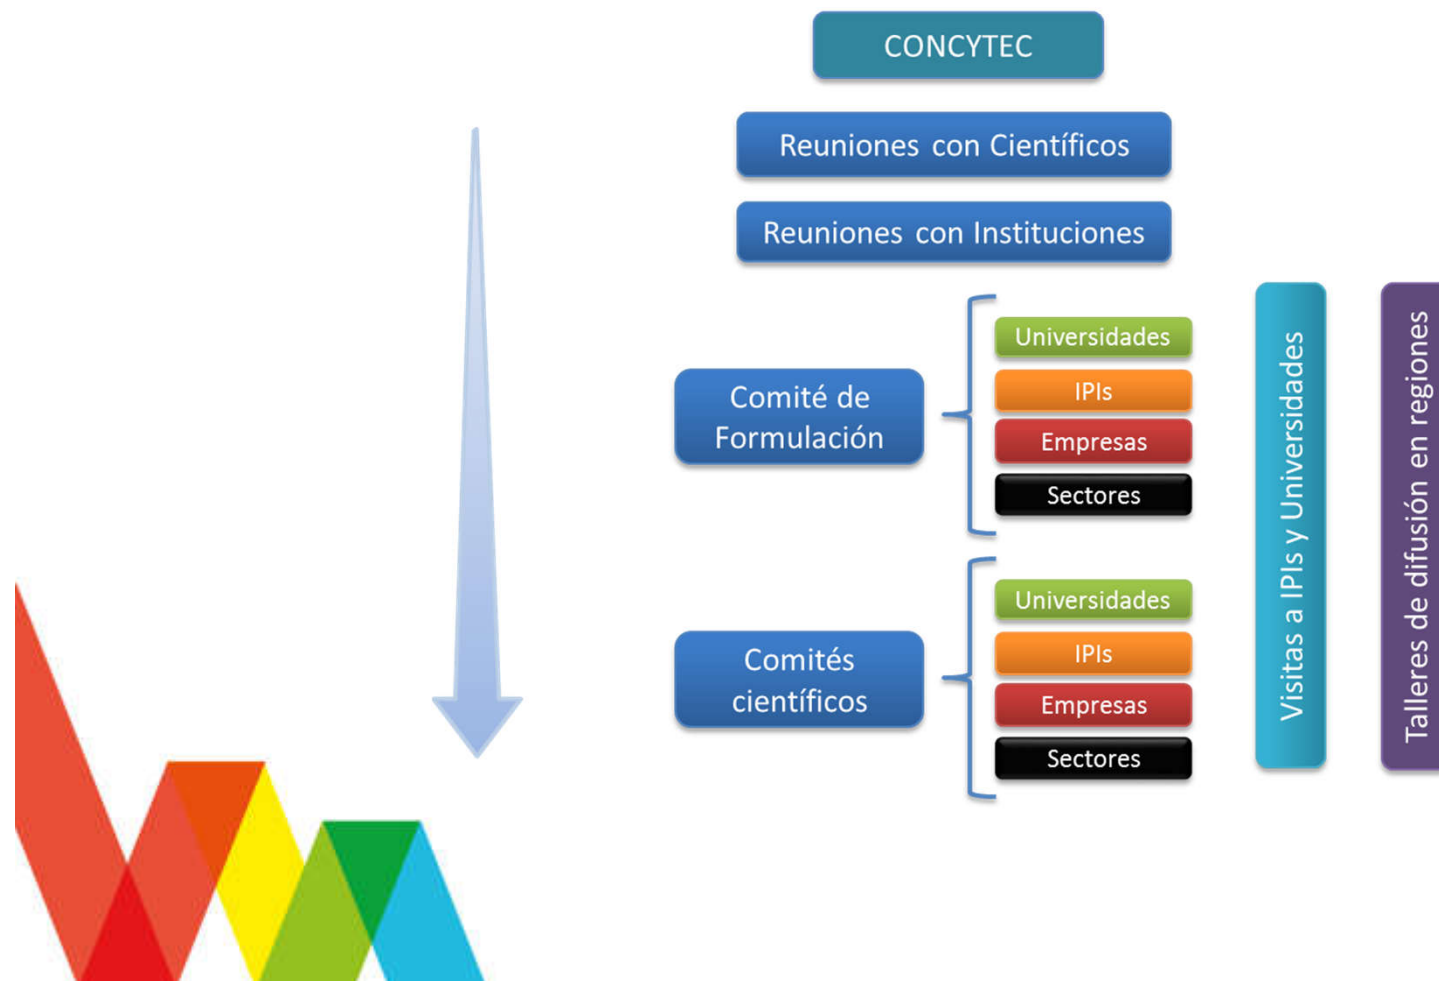 CONCYTEC
Reuniones con Científicos
Reuniones con Instituciones
Comité de
Formulación
Universidades
IPIs
Empresas
Sectores
Comités
científicos
Universidades
IPIs
Empresas
Sectores
Visitas a IPIs y Universidades
Talleres de difusión en regiones